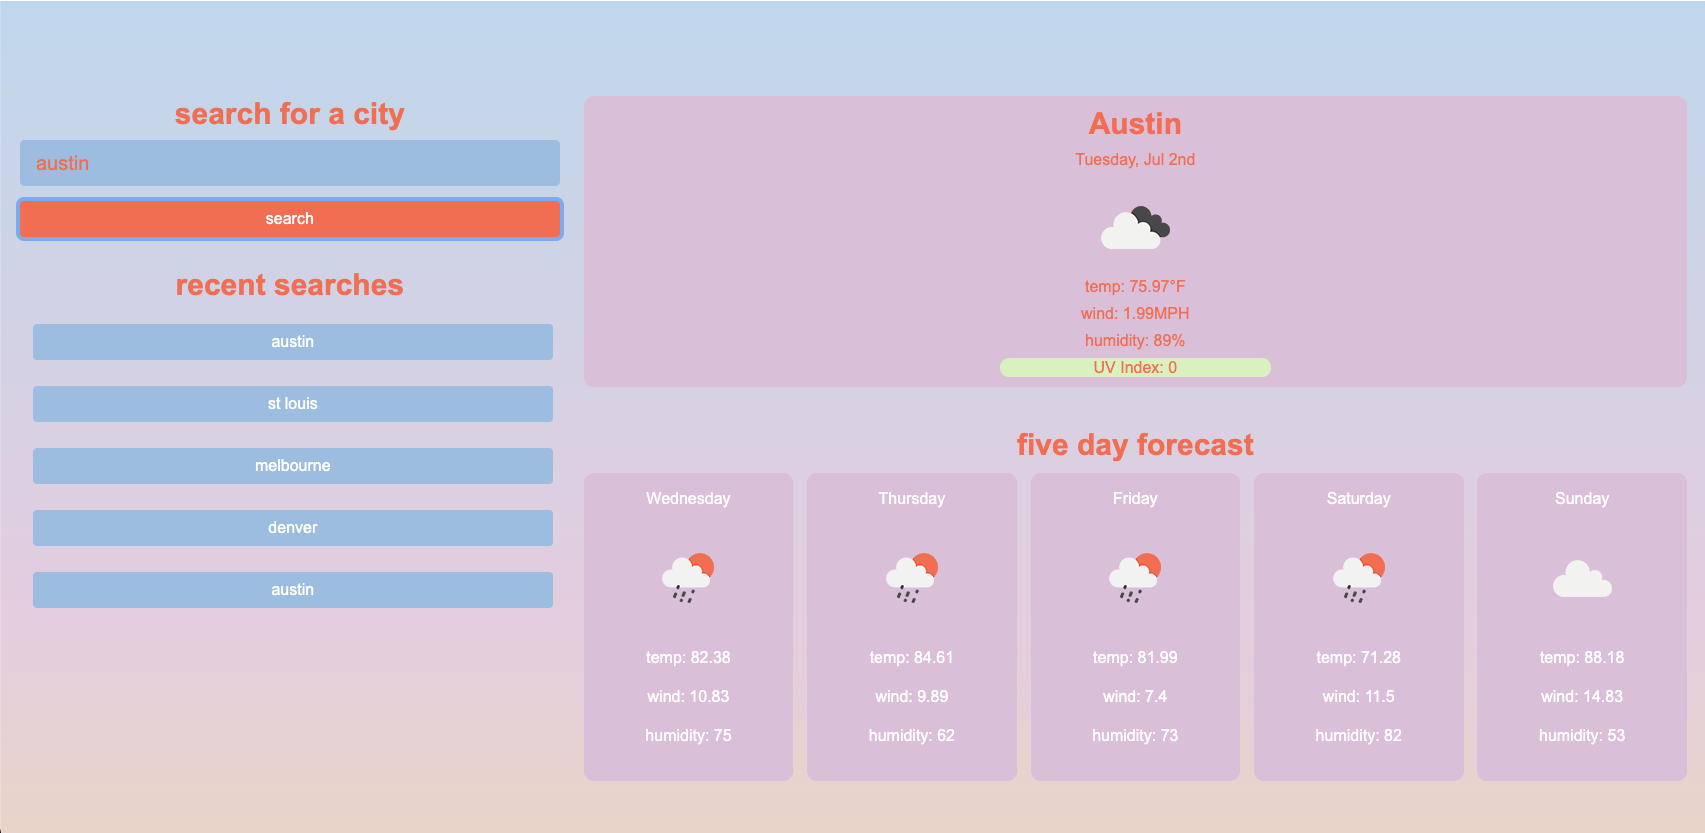 search for a city
austin
search
recent searches
austin
st louis
melbourne
denver
austin
Austin
Tuesday, Jul 2nd
temp: 75.97°F
wind: 1.99MPH
humidity: 89%
UV Index: 0
five day forecast
Wednesday
temp: 82.38
wind: 10.83
humidity: 75
Thursday
temp: 84.61
wind: 9.89
humidity: 62
Friday
temp: 81.99
wind: 7.4
humidity: 73
Saturday
temp: 71.28
wind: 11.5
humidity: 82
Sunday
temp: 88.18
wind: 14.83
humidity: 53